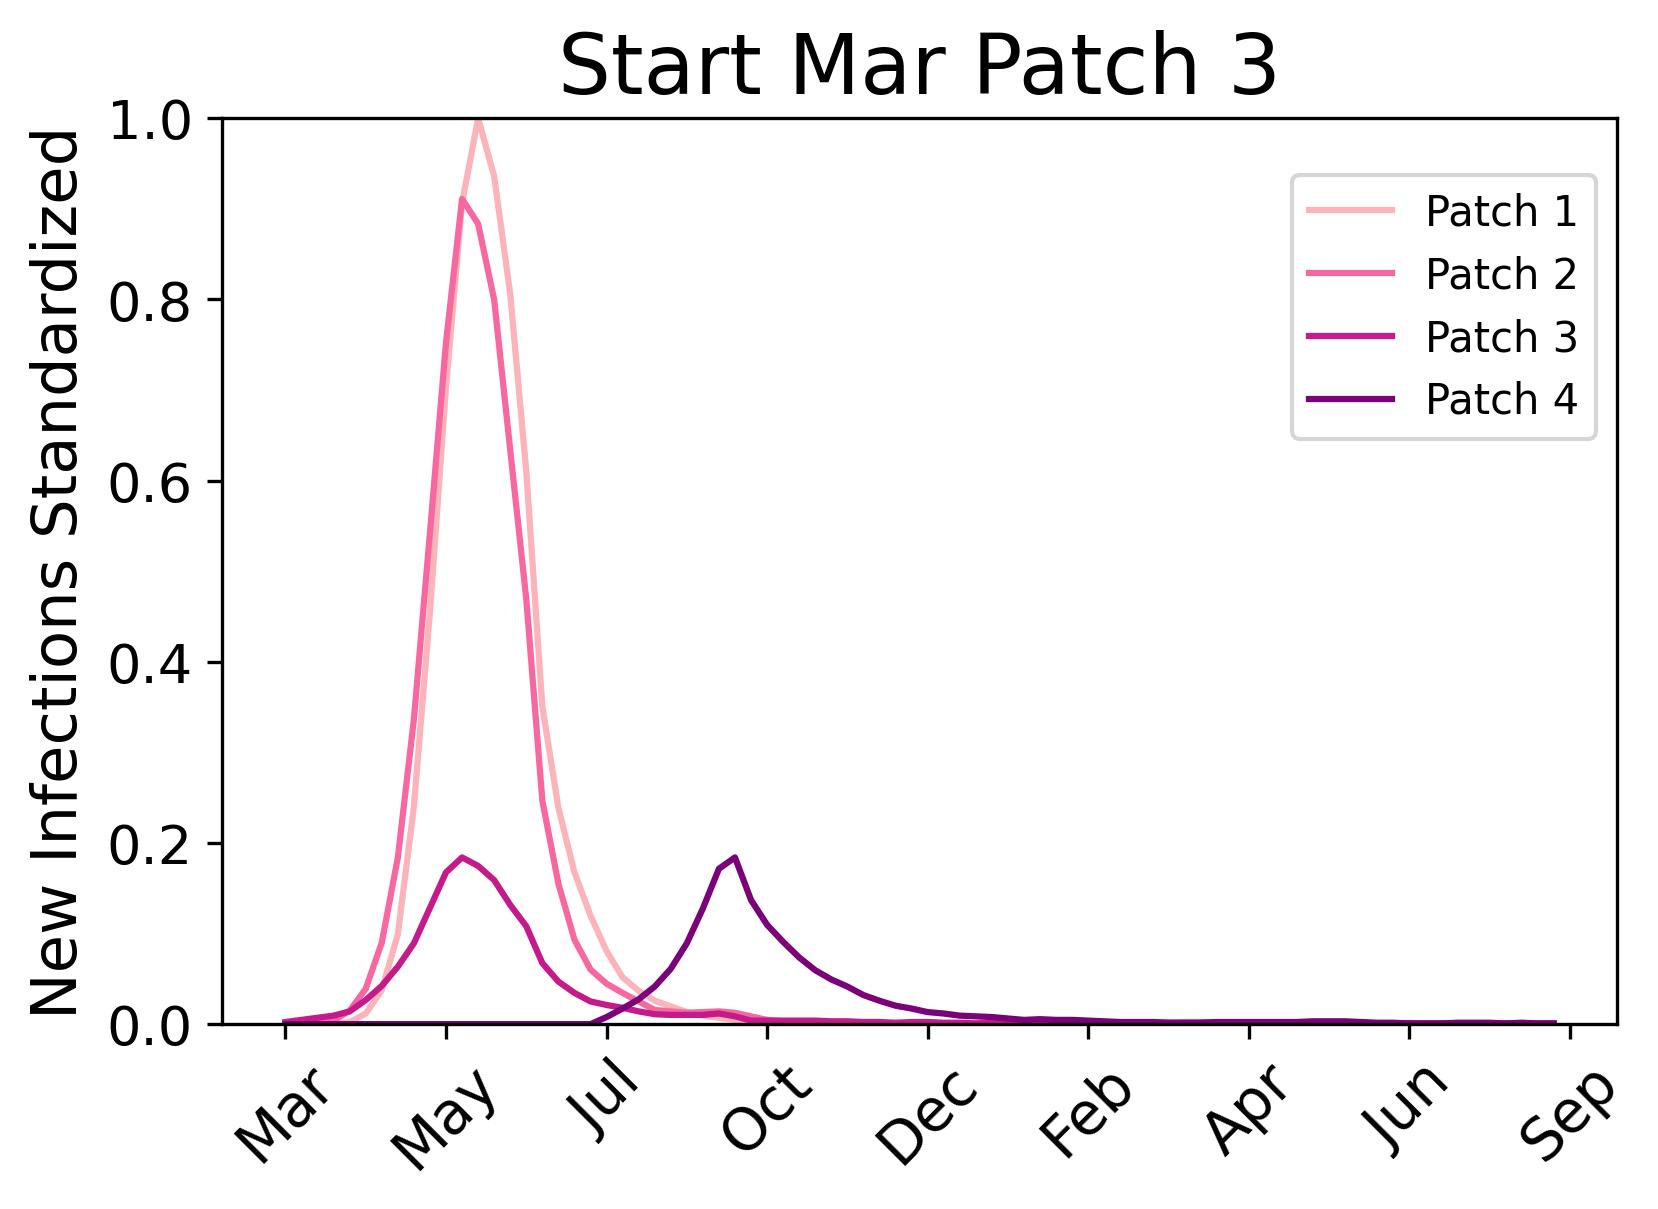 Start Mar Patch 3
New Infections Standardized
1.0
0.8
0.6
0.4
0.2
0.0
Patch 1
Patch 2
Patch 3
Patch 4
Mar
May
Jul
Oct
Dec
Feb
Apr
Jun
Sep